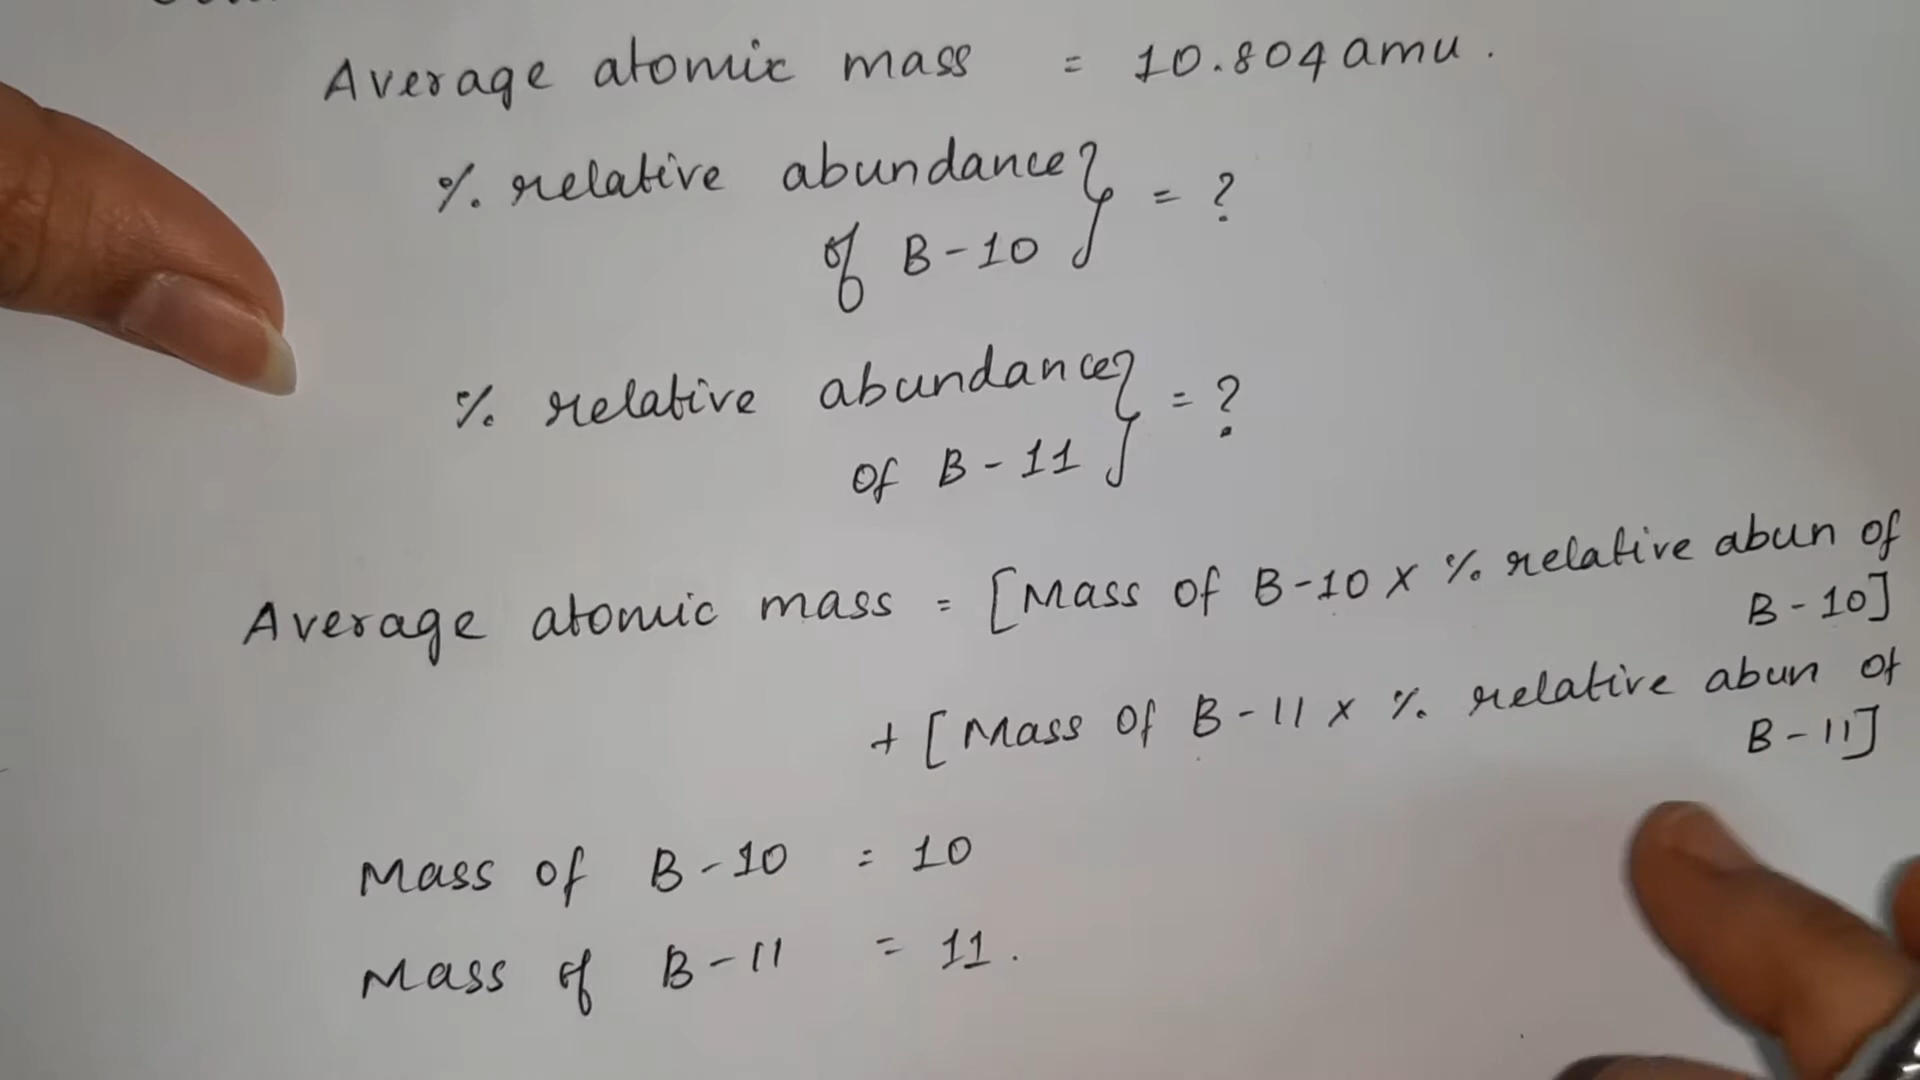 Average atomic mass = 10.804 amu.
% relative abundance
of B-10 } = ?
% relative abundance
of B-11 } = ?
Average atomic mass = [Mass of B-10 x % relative abun of
B-10]
+ [Mass of B-11 x % relative abun of
B-11]
Mass of B-10 = 10
Mass of B-11 = 11.